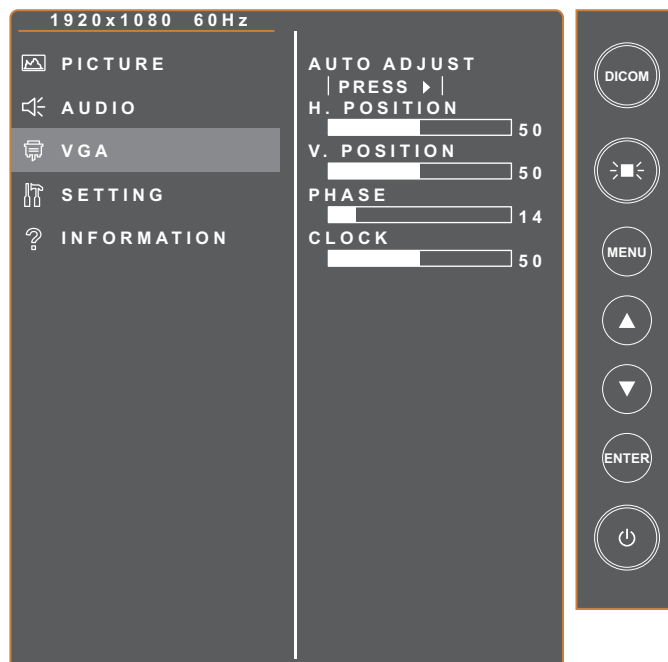 1920x1080 60Hz
PICTURE
AUDIO
VGA
SETTING
INFORMATION
AUTO ADJUST
PRESS
H. POSITION
50
V. POSITION
50
PHASE
14
CLOCK
50
DICOM
MENU
ENTER